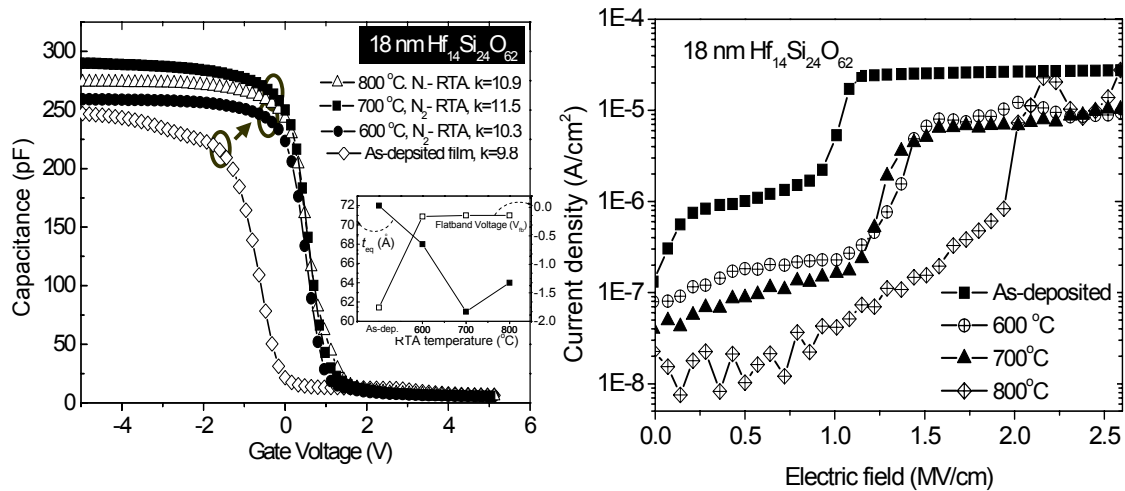 18 nm Hf14Si24O62
800 °C. N2- RTA. k=10.9
700 °C, N2- RTA, k=11.5
600 °C, N2- RTA, k=10.3
As-deposited film, k=9.8
300
250
200
150
100
50
0
-4
-2
0
2
4
6
Capacitance (pF)
Gate Voltage (V)
72
70
68
66
64
62
60
teq (Å)
Flatband Voltage (Vfb)
0.0
-0.5
-1.0
-1.5
-2.0
As-dep.
600
700
800
RTA temperature (°C)
18 nm Hf14Si24O62
1E-4
1E-5
1E-6
1E-7
1E-8
Current density (A/cm2)
As-deposited
600 °C
700°C
800°C
0.0
0.5
1.0
1.5
2.0
2.5
Electric field (MV/cm)